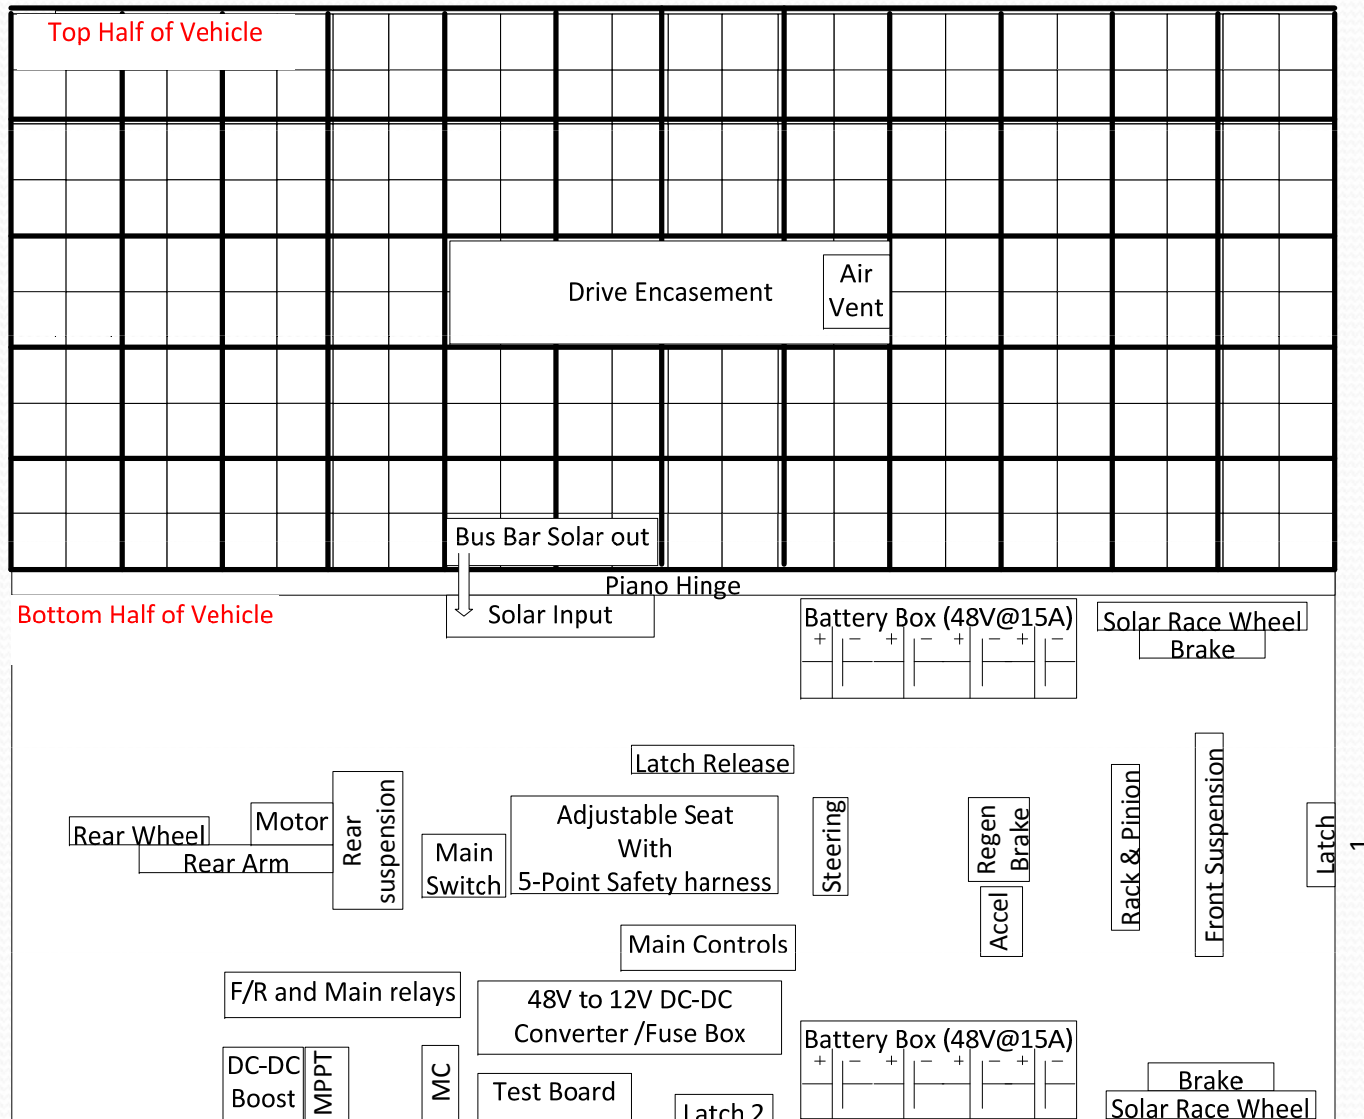 Top Half of Vehicle
Drive Encasement
Air
Vent
Bus Bar Solar out
Piano Hinge
Bottom Half of Vehicle
Solar Input
Battery Box (48V@15A)
+ - + - + - + -
Solar Race Wheel
Brake
Latch Release
Rear Wheel
Motor
Rear Arm
Rear
suspension
Main
Switch
Adjustable Seat
With
5-Point Safety harness
Steering
Regen
Brake
Accel
Rack & Pinion
Front Suspension
Latch
1
Main Controls
F/R and Main relays
48V to 12V DC-DC
Converter /Fuse Box
DC-DC
Boost
MPPT
MC
Test Board
Latch 2
Battery Box (48V@15A)
+ - + - + - + -
Brake
Solar Race Wheel